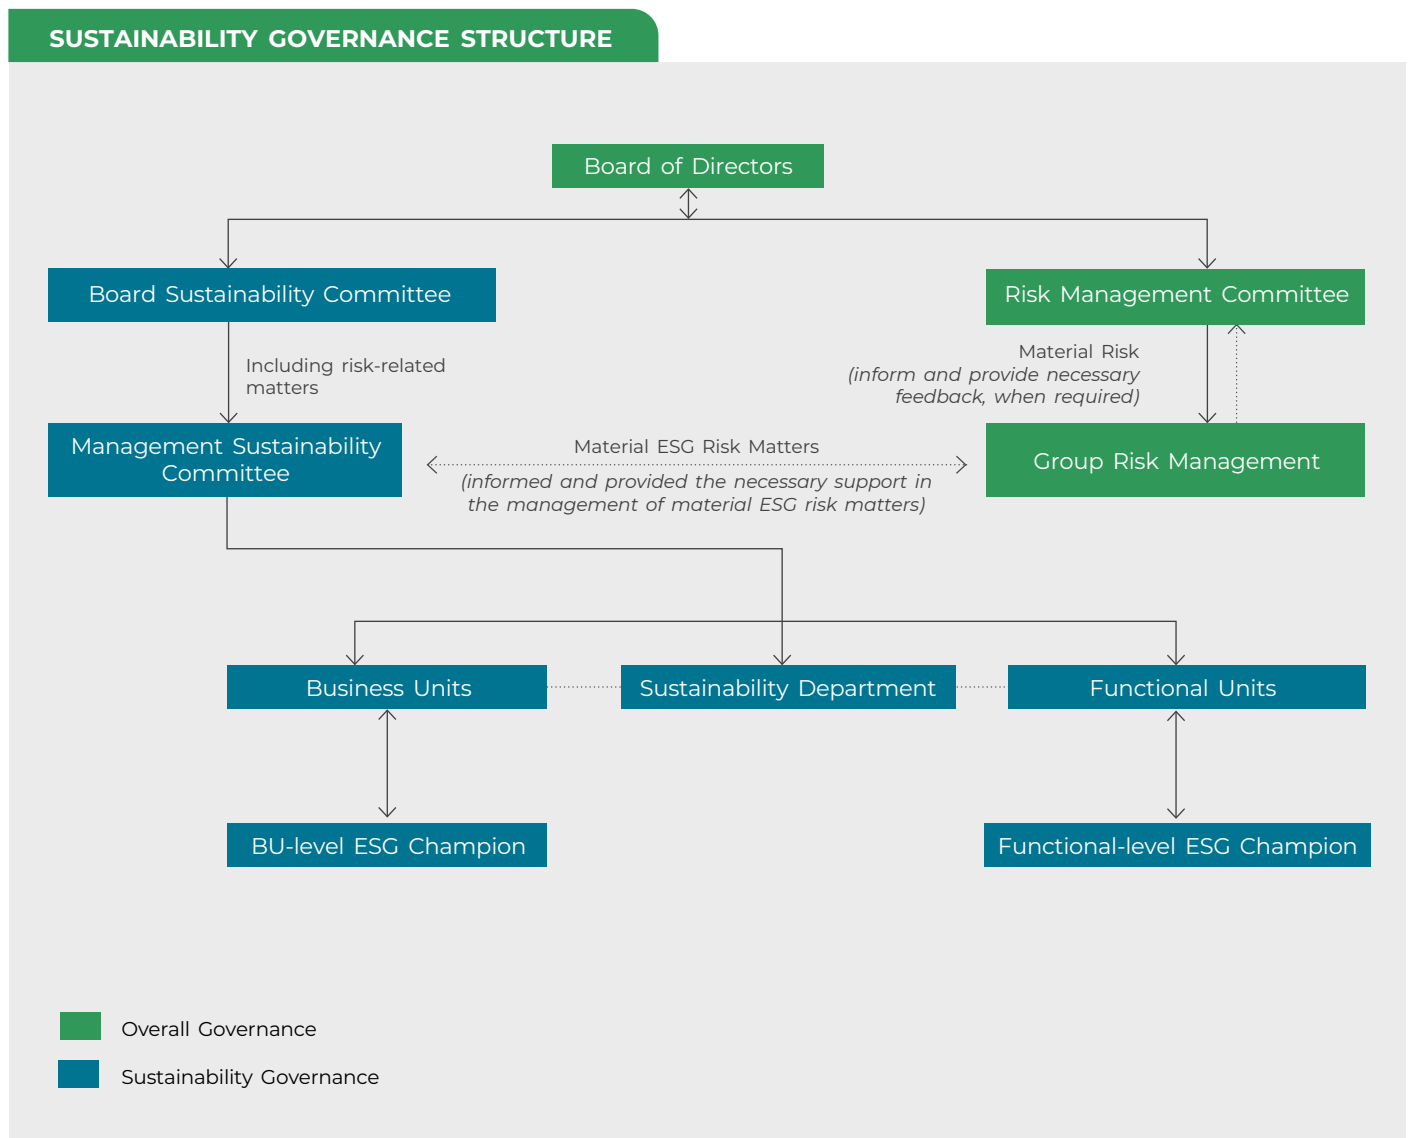 SUSTAINABILITY GOVERNANCE STRUCTURE
Board of Directors
Board Sustainability Committee
Risk Management Committee
Including risk-related
matters
Material Risk
(inform and provide necessary
feedback, when required)
Management Sustainability
Committee
Material ESG Risk Matters
(informed and provided the necessary support in
the management of material ESG risk matters)
Group Risk Management
Business Units
Sustainability Department
Functional Units
BU-level ESG Champion
Functional-level ESG Champion
Overall Governance
Sustainability Governance